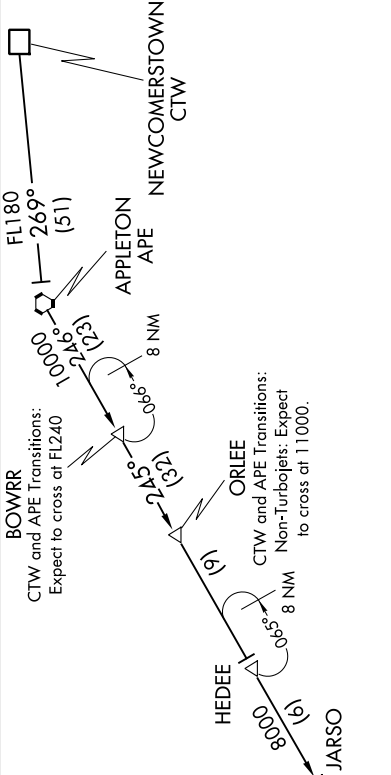 NEWCOMERSTOWN
CTW
FL180
269°
(51)
APPLETON
APE
10000
246°
(23)
8 NM
066°
BOWRR
CTW and APE Transitions:
Expect to cross at FL240
245°
(32)
ORLEE
CTW and APE Transitions:
Non-Turbojets: Expect
to cross at 11000.
(9)
8 NM
065°
HEDEE
8000
(6)
JARSO